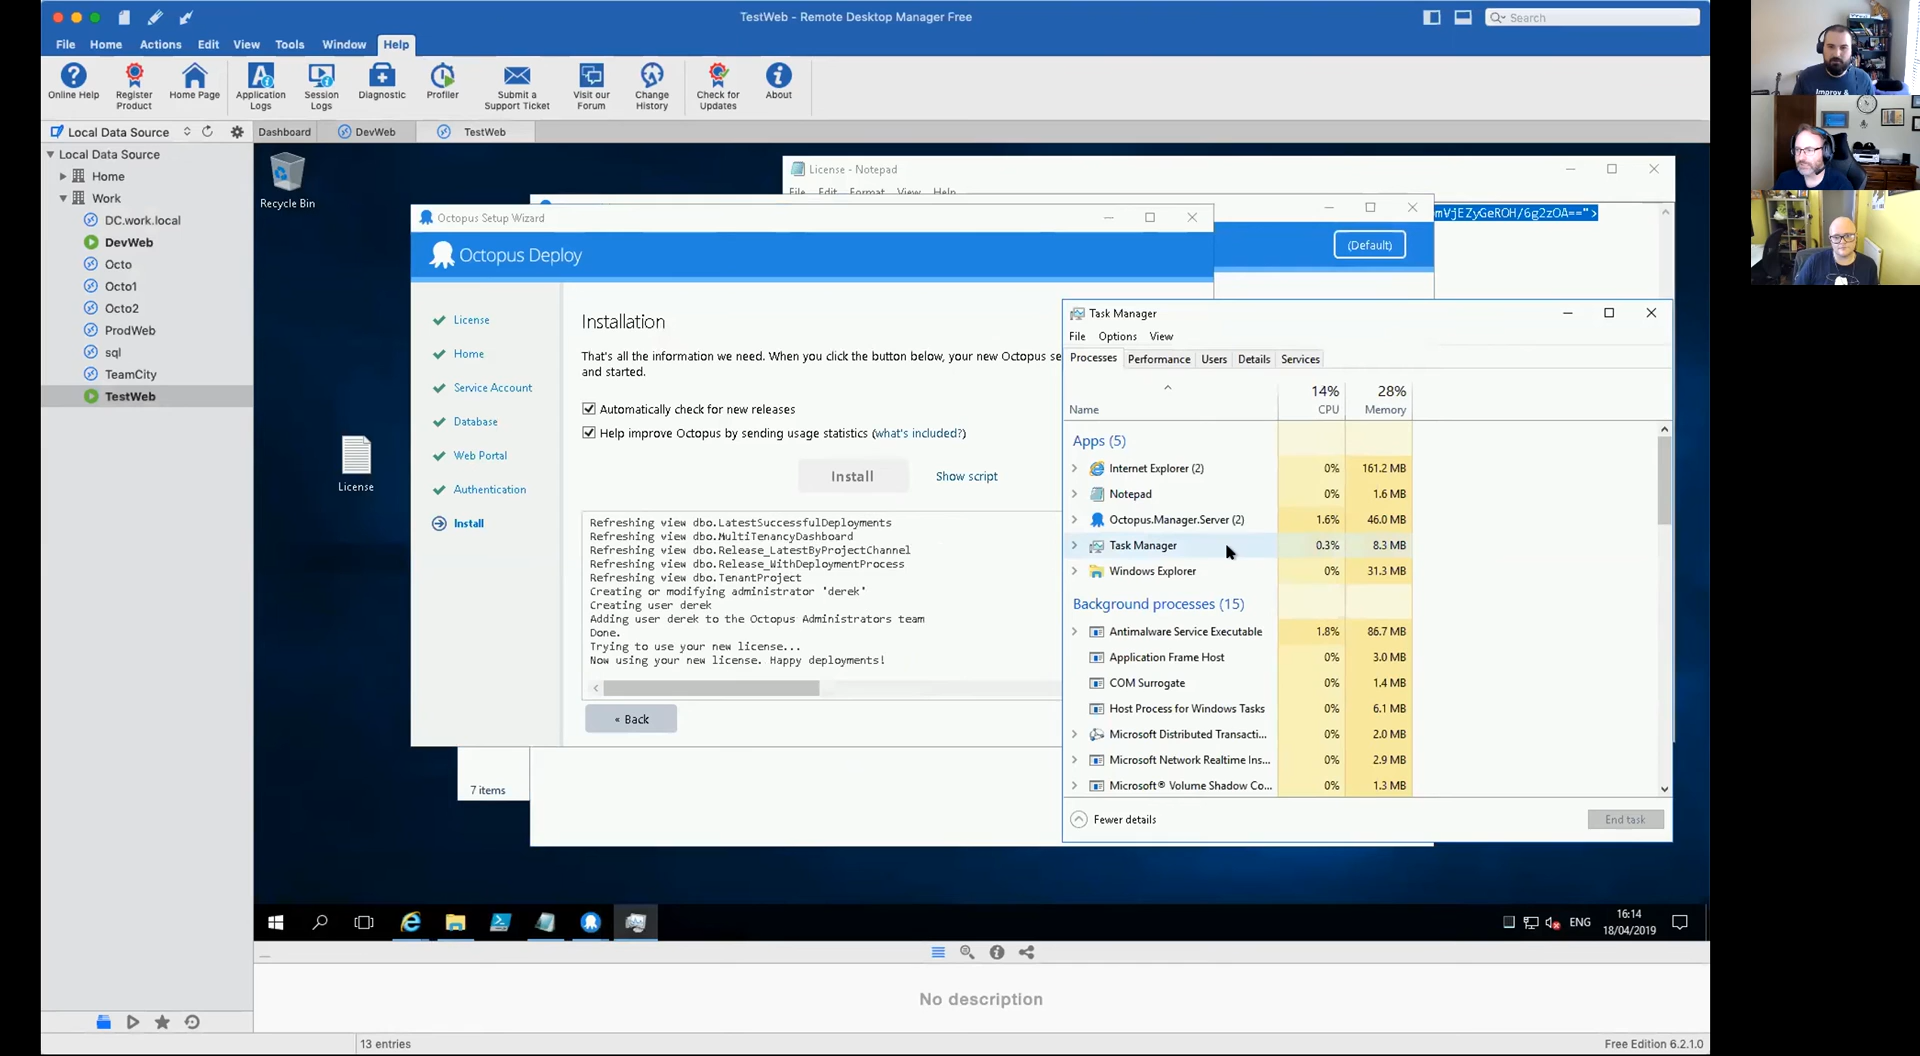 TestWeb - Remote Desktop Manager Free
Search
File Home Actions Edit View Tools Window Help
Online Help
Register Product
Home Page
Application Logs
Session Logs
Diagnostic
Profiler
Submit a Support Ticket
Visit our Forum
Change History
Check for Updates
About
Local Data Source
Dashboard DevWeb TestWeb
Local Data Source
Home
Work
DC.work.local
DevWeb
Octo
Octo1
Octo2
ProdWeb
sql
TeamCity
TestWeb
Recycle Bin
License
License - Notepad
File Edit Format View Help
mVjEZyGeROH/6g2zOA==">
(Default)
Octopus Setup Wizard
Octopus Deploy
License
Home
Service Account
Database
Web Portal
Authentication
Install
Installation
That's all the information we need. When you click the button below, your new Octopus se
and started.
Automatically check for new releases
Help improve Octopus by sending usage statistics (what's included?)
Install Show script
Refreshing view dbo.LatestSuccessfulDeployments
Refreshing view dbo.MultiTenancyDashboard
Refreshing view dbo.Release_LatestByProjectChannel
Refreshing view dbo.Release_WithDeploymentProcess
Refreshing view dbo.TenantProject
Creating or modifying administrator 'derek'
Creating user derek
Adding user derek to the Octopus Administrators team
Done.
Trying to use your new license...
Now using your new license. Happy deployments!
« Back
7 items
Task Manager
File Options View
Processes Performance Users Details Services
14% 28%
Name CPU Memory
Apps (5)
Internet Explorer (2) 0% 161.2 MB
Notepad 0% 1.6 MB
Octopus.Manager.Server (2) 1.6% 46.0 MB
Task Manager 0.3% 8.3 MB
Windows Explorer 0% 31.3 MB
Background processes (15)
Antimalware Service Executable 1.8% 86.7 MB
Application Frame Host 0% 3.0 MB
COM Surrogate 0% 1.4 MB
Host Process for Windows Tasks 0% 6.1 MB
Microsoft Distributed Transacti... 0% 2.0 MB
Microsoft Network Realtime Ins... 0% 2.9 MB
Microsoft® Volume Shadow Co... 0% 1.3 MB
Fewer details End task
ENG
16:14
18/04/2019
No description
13 entries
Free Edition 6.2.1.0
Improv &